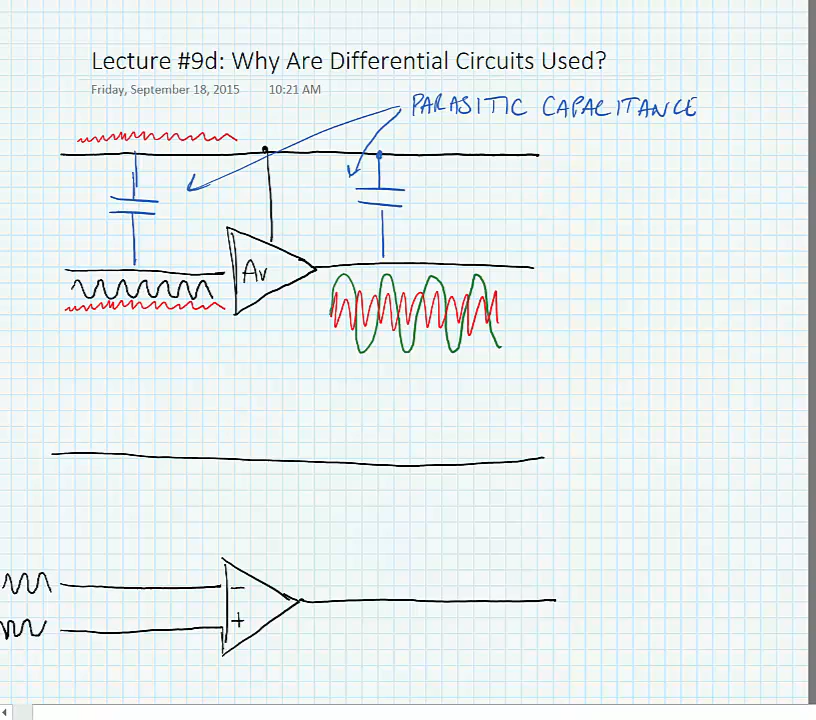 Lecture #9d: Why Are Differential Circuits Used?
Friday, September 18, 2015 10:21 AM
PARASITIC CAPACITANCE
Av
−
+